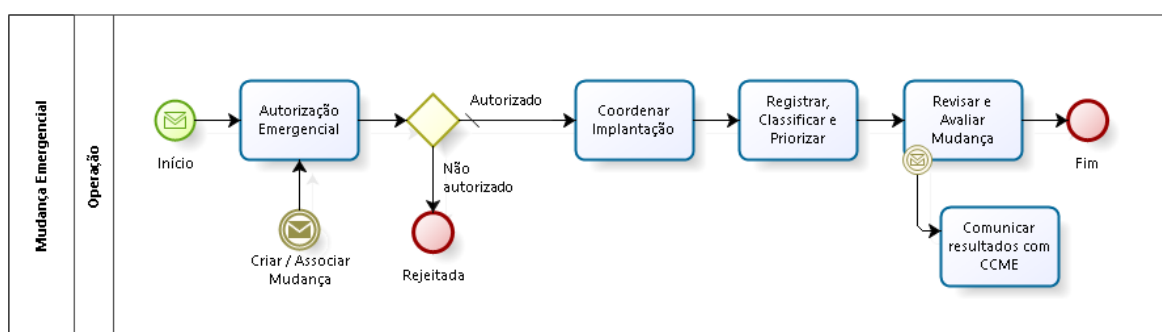 Mudança Emergencial
Operação
Início
Autorização
Emergencial
Criar / Associar
Mudança
Autorizado
Não
autorizado
Rejeitada
Coordenar
Implantação
Registrar,
Classificar e
Priorizar
Revisar e
Avaliar
Mudança
Fim
Comunicar
resultados com
CCME